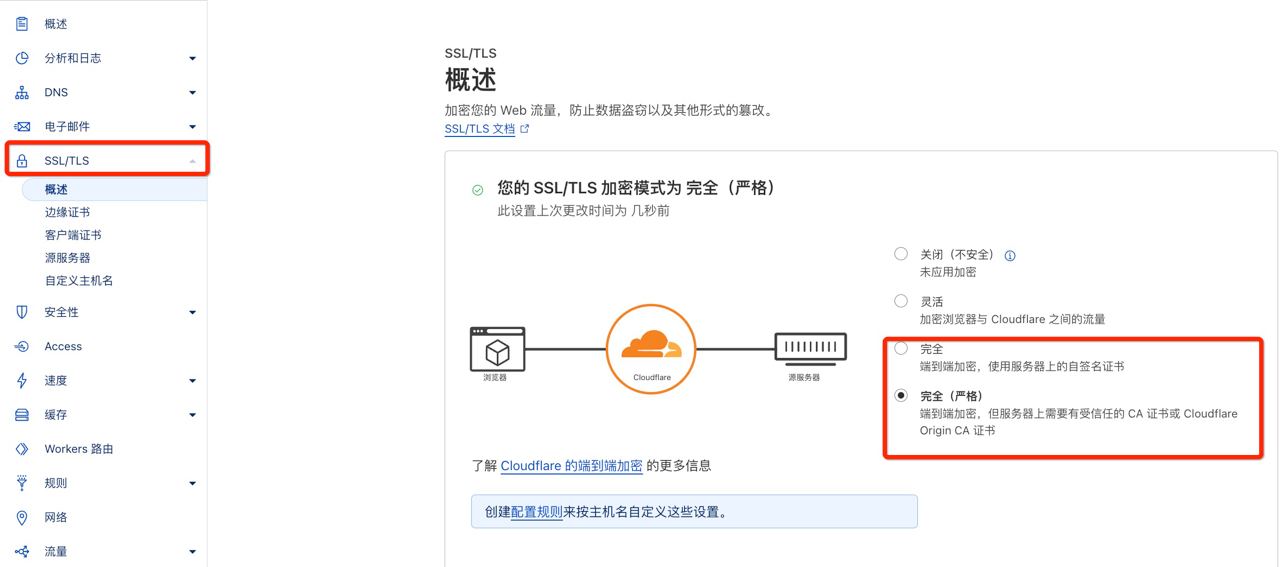 概述
分析和日志
DNS
电子邮件
SSL/TLS
概述
边缘证书
客户端证书
源服务器
自定义主机名
安全性
Access
速度
缓存
Workers 路由
规则
网络
流量
SSL/TLS
概述
加密您的 Web 流量，防止数据盗窃以及其他形式的篡改。
SSL/TLS 文档
您的 SSL/TLS 加密模式为 完全（严格）
此设置上次更改时间为 几秒前
浏览器
Cloudflare
源服务器
关闭（不安全）
未应用加密
灵活
加密浏览器与 Cloudflare 之间的流量
完全
端到端加密，使用服务器上的自签名证书
完全（严格）
端到端加密，但服务器上需要有受信任的 CA 证书或 Cloudflare
Origin CA 证书
了解 Cloudflare 的端到端加密 的更多信息
创建配置规则来按主机名自定义这些设置。